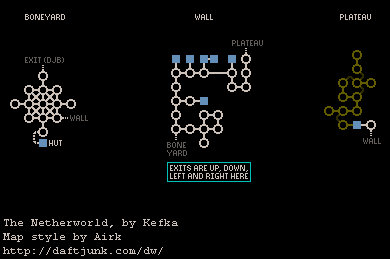 BONEYARD
WALL
PLATEAU
PLATEAU
EXIT(DJB)
WALL
HUT
BONE
YARD
WALL
EXITS ARE UP, DOWN,
LEFT AND RIGHT HERE
The Netherworld, by Kefka
Map style by Airk
http://daftjunk.com/dw/